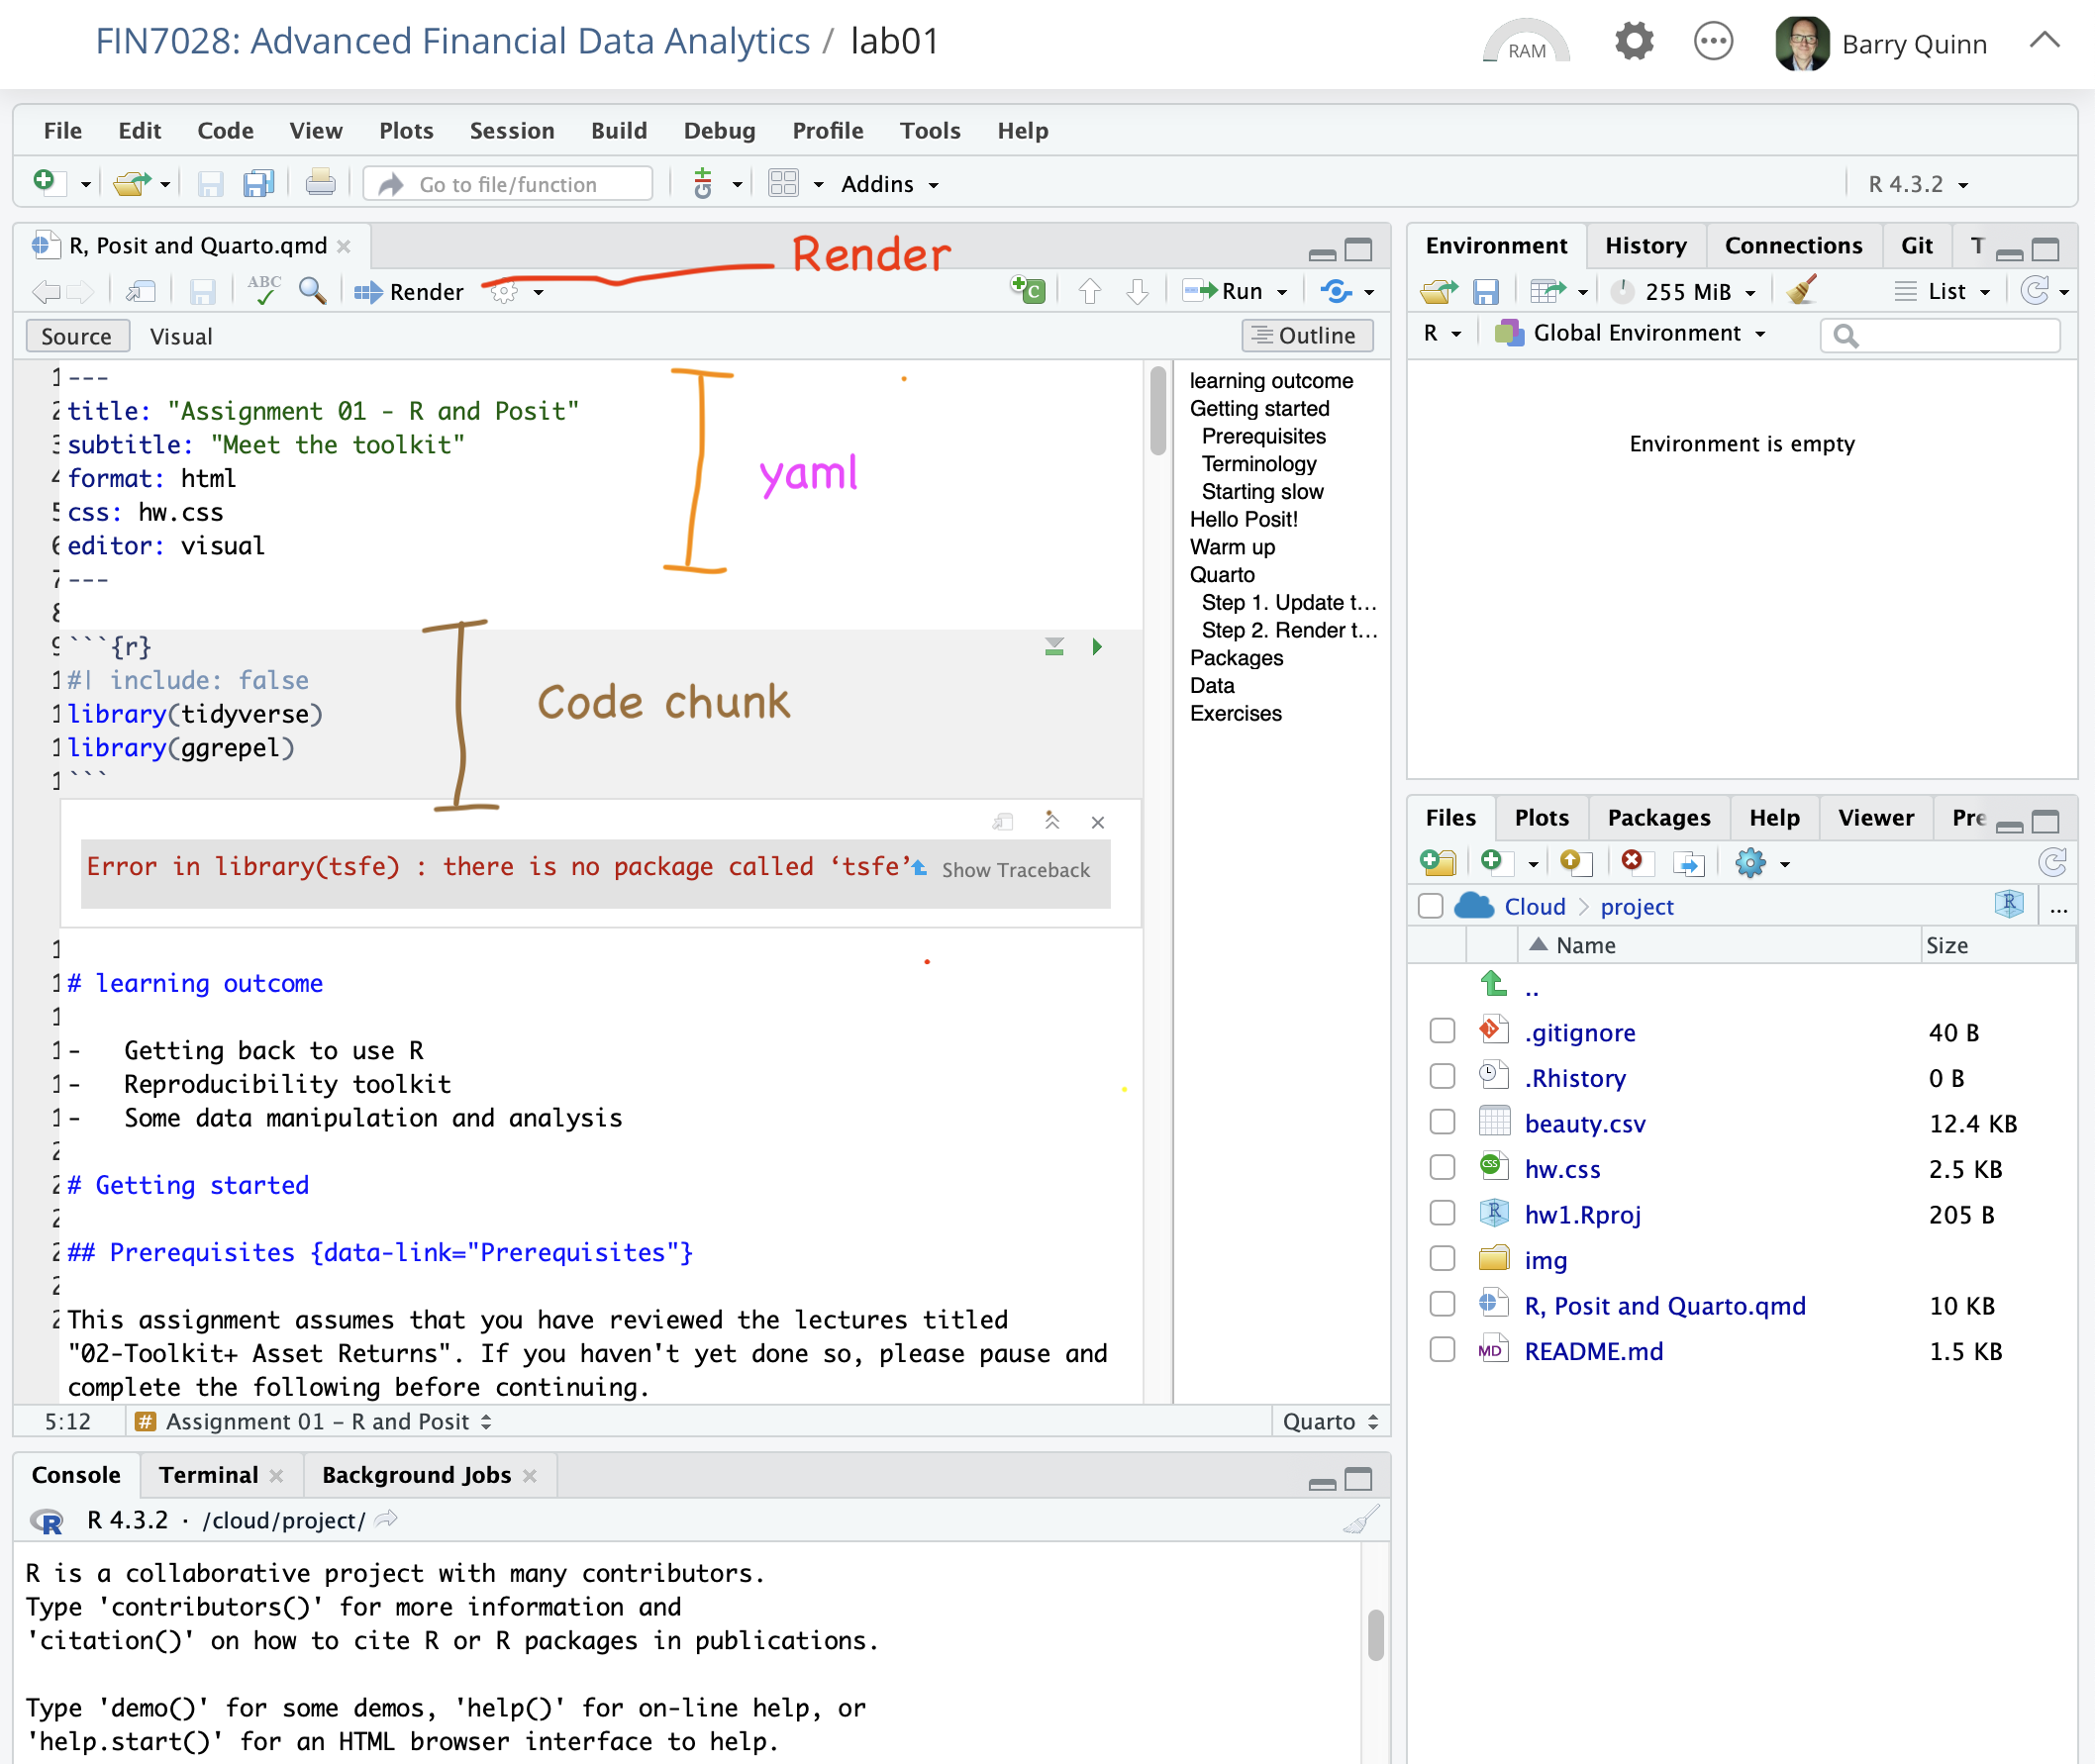 FIN7028: Advanced Financial Data Analytics / lab01
RAM
Barry Quinn
File Edit Code View Plots Session Build Debug Profile Tools Help
Go to file/function
Addins
R 4.3.2
R, Posit and Quarto.qmd
Render
ABC
Render
Run
Source Visual
Outline
1 ---
2 title: "Assignment 01 - R and Posit"
3 subtitle: "Meet the toolkit"
4 format: html
5 css: hw.css
6 editor: visual
7 ---
8
yaml
9 ```{r}
1 #| include: false
1 library(tidyverse)
1 library(ggrepel)
1 ```
Code chunk
Error in library(tsfe) : there is no package called ‘tsfe’ Show Traceback
1
1 # learning outcome
1
1 -   Getting back to use R
1 -   Reproducibility toolkit
1 -   Some data manipulation and analysis
2
2 # Getting started
2
2 ## Prerequisites {data-link="Prerequisites"}
2
2 This assignment assumes that you have reviewed the lectures titled
"02-Toolkit+ Asset Returns". If you haven't yet done so, please pause and
complete the following before continuing.
5:12 # Assignment 01 - R and Posit
Quarto
learning outcome
Getting started
Prerequisites
Terminology
Starting slow
Hello Posit!
Warm up
Quarto
Step 1. Update t...
Step 2. Render t...
Packages
Data
Exercises
Console Terminal Background Jobs
R 4.3.2 · /cloud/project/
R is a collaborative project with many contributors.
Type 'contributors()' for more information and
'citation()' on how to cite R or R packages in publications.
Type 'demo()' for some demos, 'help()' for on-line help, or
'help.start()' for an HTML browser interface to help.
Environment History Connections Git T
255 MiB
List
R Global Environment
Environment is empty
Files Plots Packages Help Viewer Pre
Cloud > project
R
...
Name Size
..
.gitignore 40 B
.Rhistory 0 B
beauty.csv 12.4 KB
hw.css 2.5 KB
hw1.Rproj 205 B
img
R, Posit and Quarto.qmd 10 KB
README.md 1.5 KB